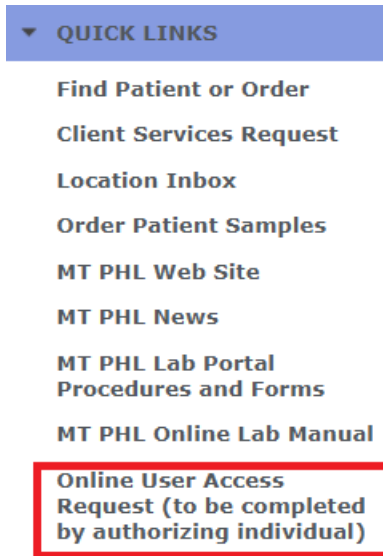 QUICK LINKS
Find Patient or Order
Client Services Request
Location Inbox
Order Patient Samples
MT PHL Web Site
MT PHL News
MT PHL Lab Portal
Procedures and Forms
MT PHL Online Lab Manual
Online User Access
Request (to be completed
by authorizing individual)